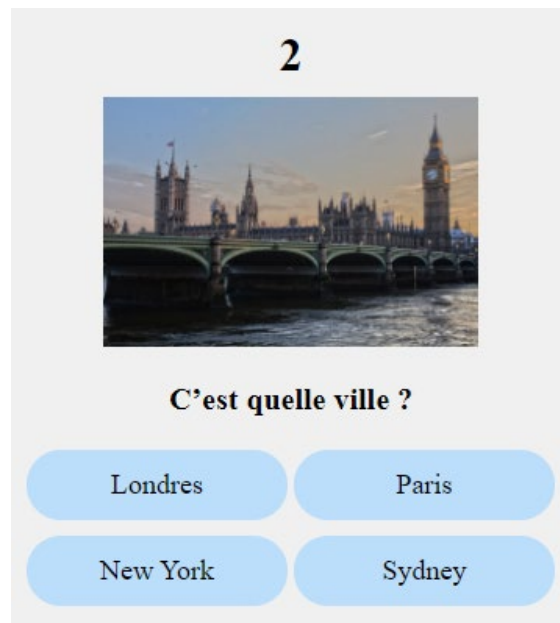 2
C’est quelle ville ?
Londres
Paris
New York
Sydney